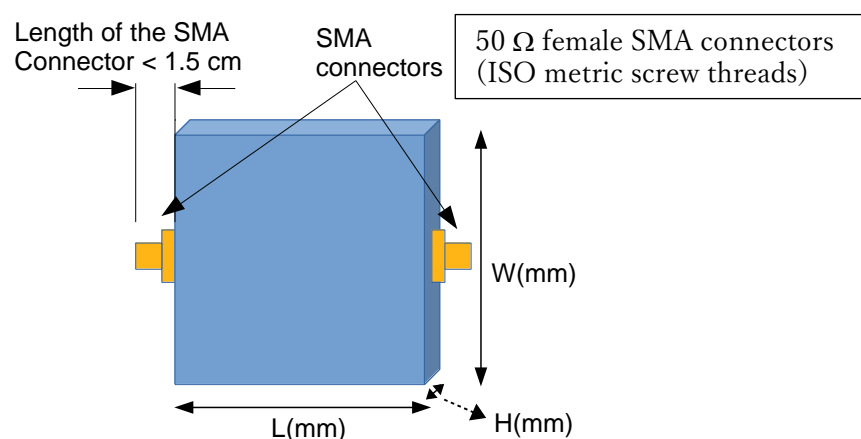 Length of the SMA
Connector < 1.5 cm
SMA
connectors
50 Ω female SMA connectors
(ISO metric screw threads)
W(mm)
L(mm)
H(mm)